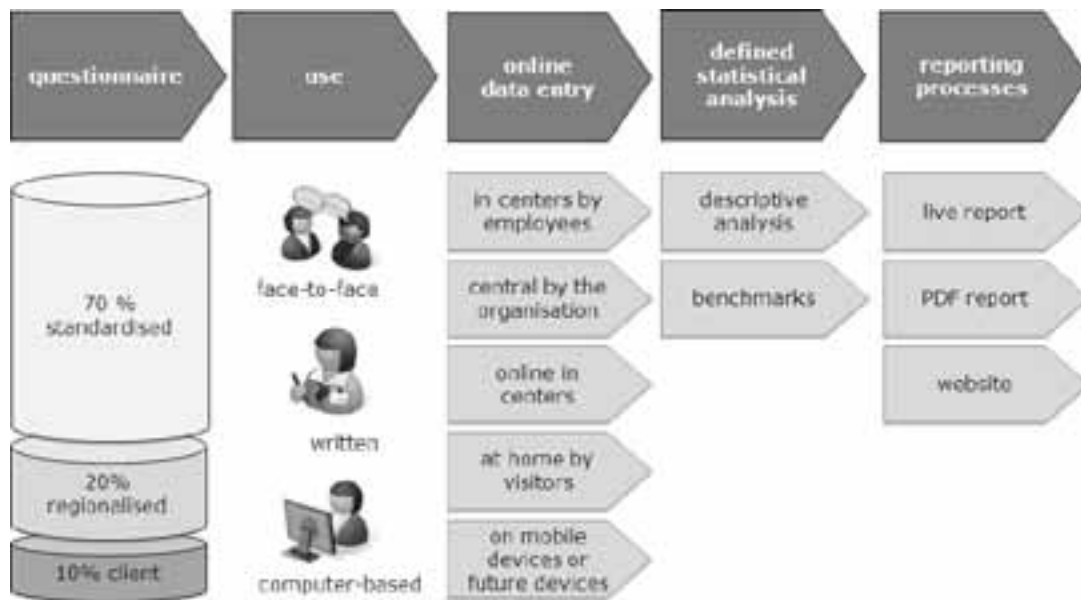 questionnaire
use
online
data entry
defined
statistical
analysis
reporting
processes
70 %
standardised
20%
regionalised
10% client
face-to-face
written
computer-based
in centers by
employees
central by the
organisation
online in
centers
at home by
visitors
on mobile
devices or
future devices
descriptive
analysis
benchmarks
live report
PDF report
website